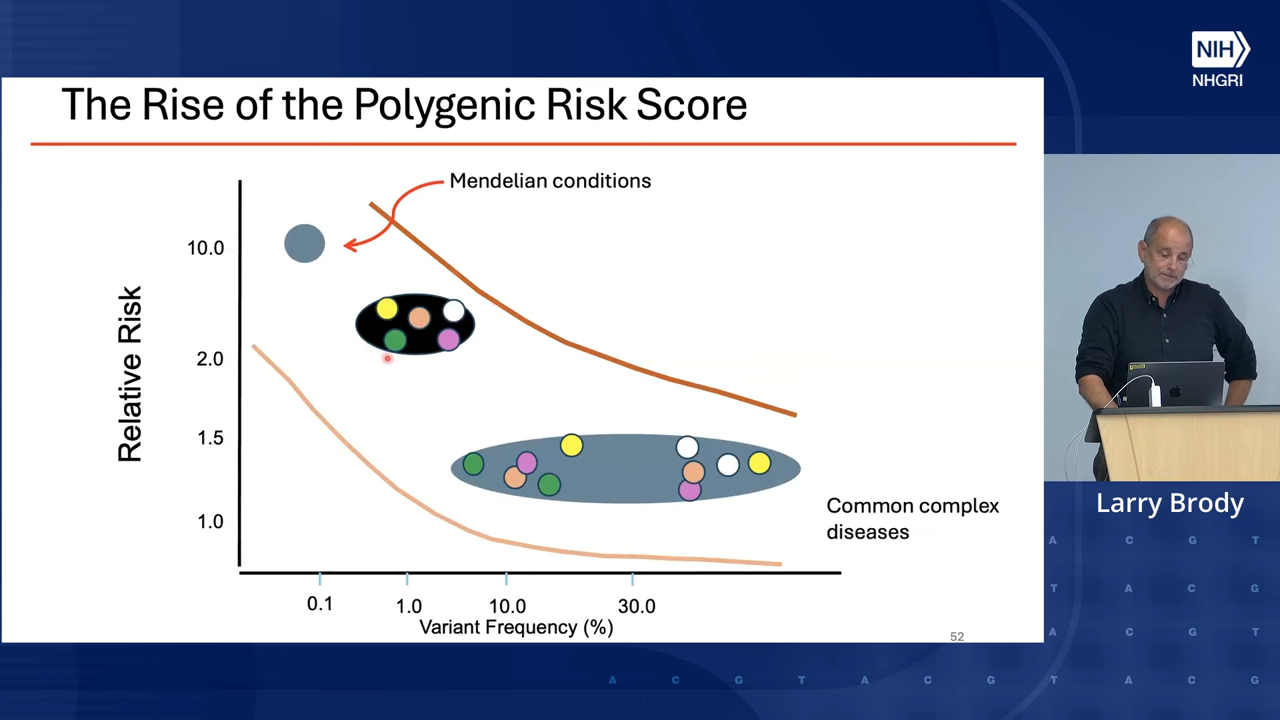 NIH
NHGRI
The Rise of the Polygenic Risk Score
Mendelian conditions
10.0
2.0
1.5
1.0
Relative Risk
Common complex
diseases
0.1
1.0
10.0
30.0
Variant Frequency (%)
52
Larry Brody
A C G T
T A C G
A C G T
A C G T A C G T A C G